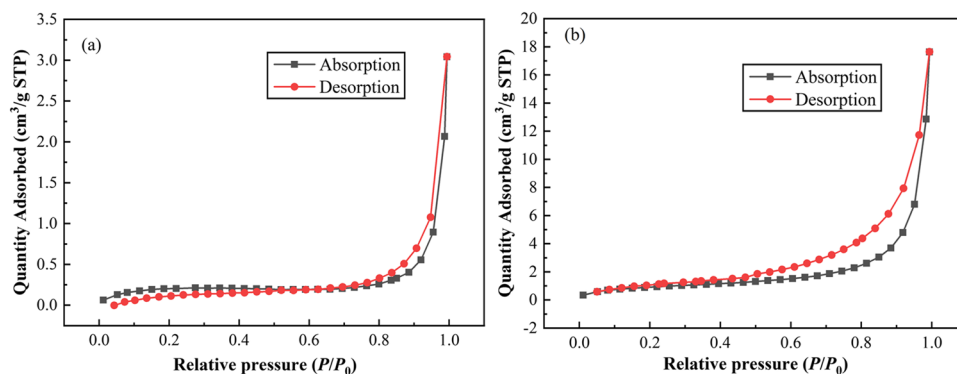 (a)
Absorption
Desorption
Quantity Adsorbed (cm³/g STP)
3.5
3.0
2.5
2.0
1.5
1.0
0.5
0.0
0.0 0.2 0.4 0.6 0.8 1.0
Relative pressure (P/P₀)
(b)
Absorption
Desorption
Quantity Adsorbed (cm³/g STP)
20
18
16
14
12
10
8
6
4
2
0
-2
0.0 0.2 0.4 0.6 0.8 1.0
Relative pressure (P/P₀)